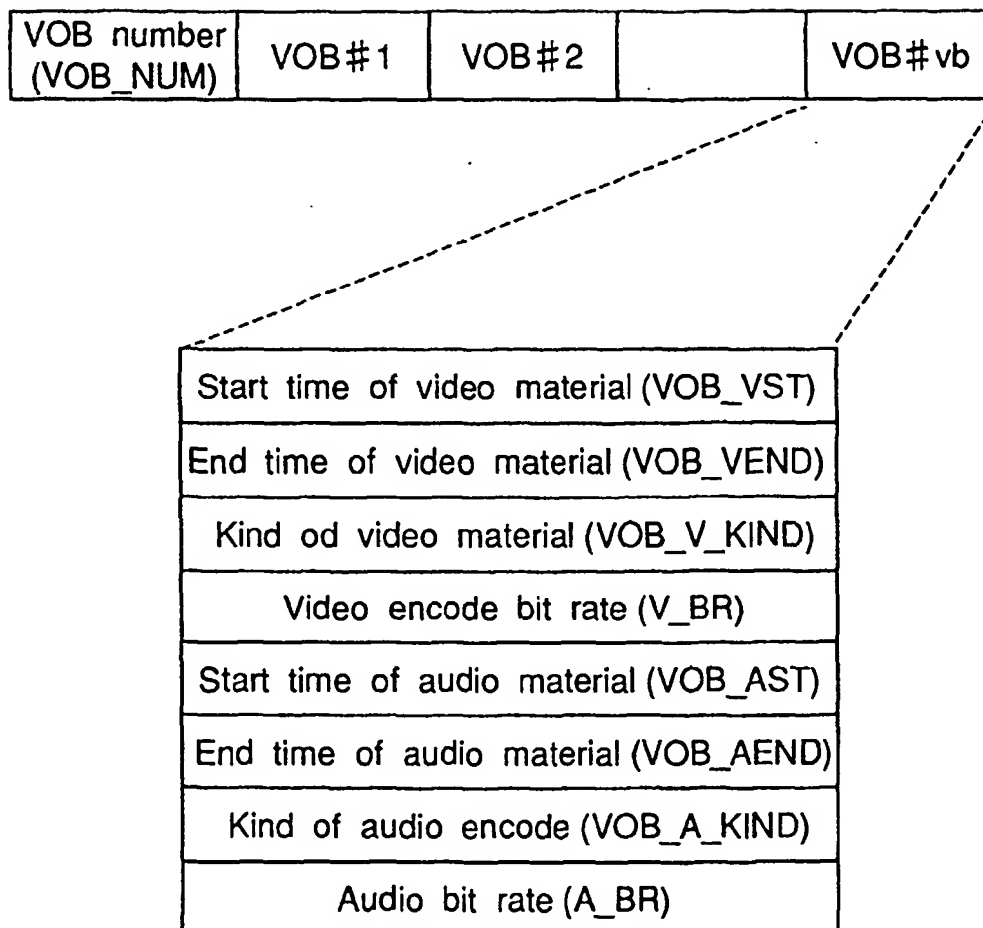 VOB number
(VOB_NUM)
VOB#1
VOB#2
VOB#vb
Start time of video material (VOB_VST)
End time of video material (VOB_VEND)
Kind od video material (VOB_V_KIND)
Video encode bit rate (V_BR)
Start time of audio material (VOB_AST)
End time of audio material (VOB_AEND)
Kind of audio encode (VOB_A_KIND)
Audio bit rate (A_BR)